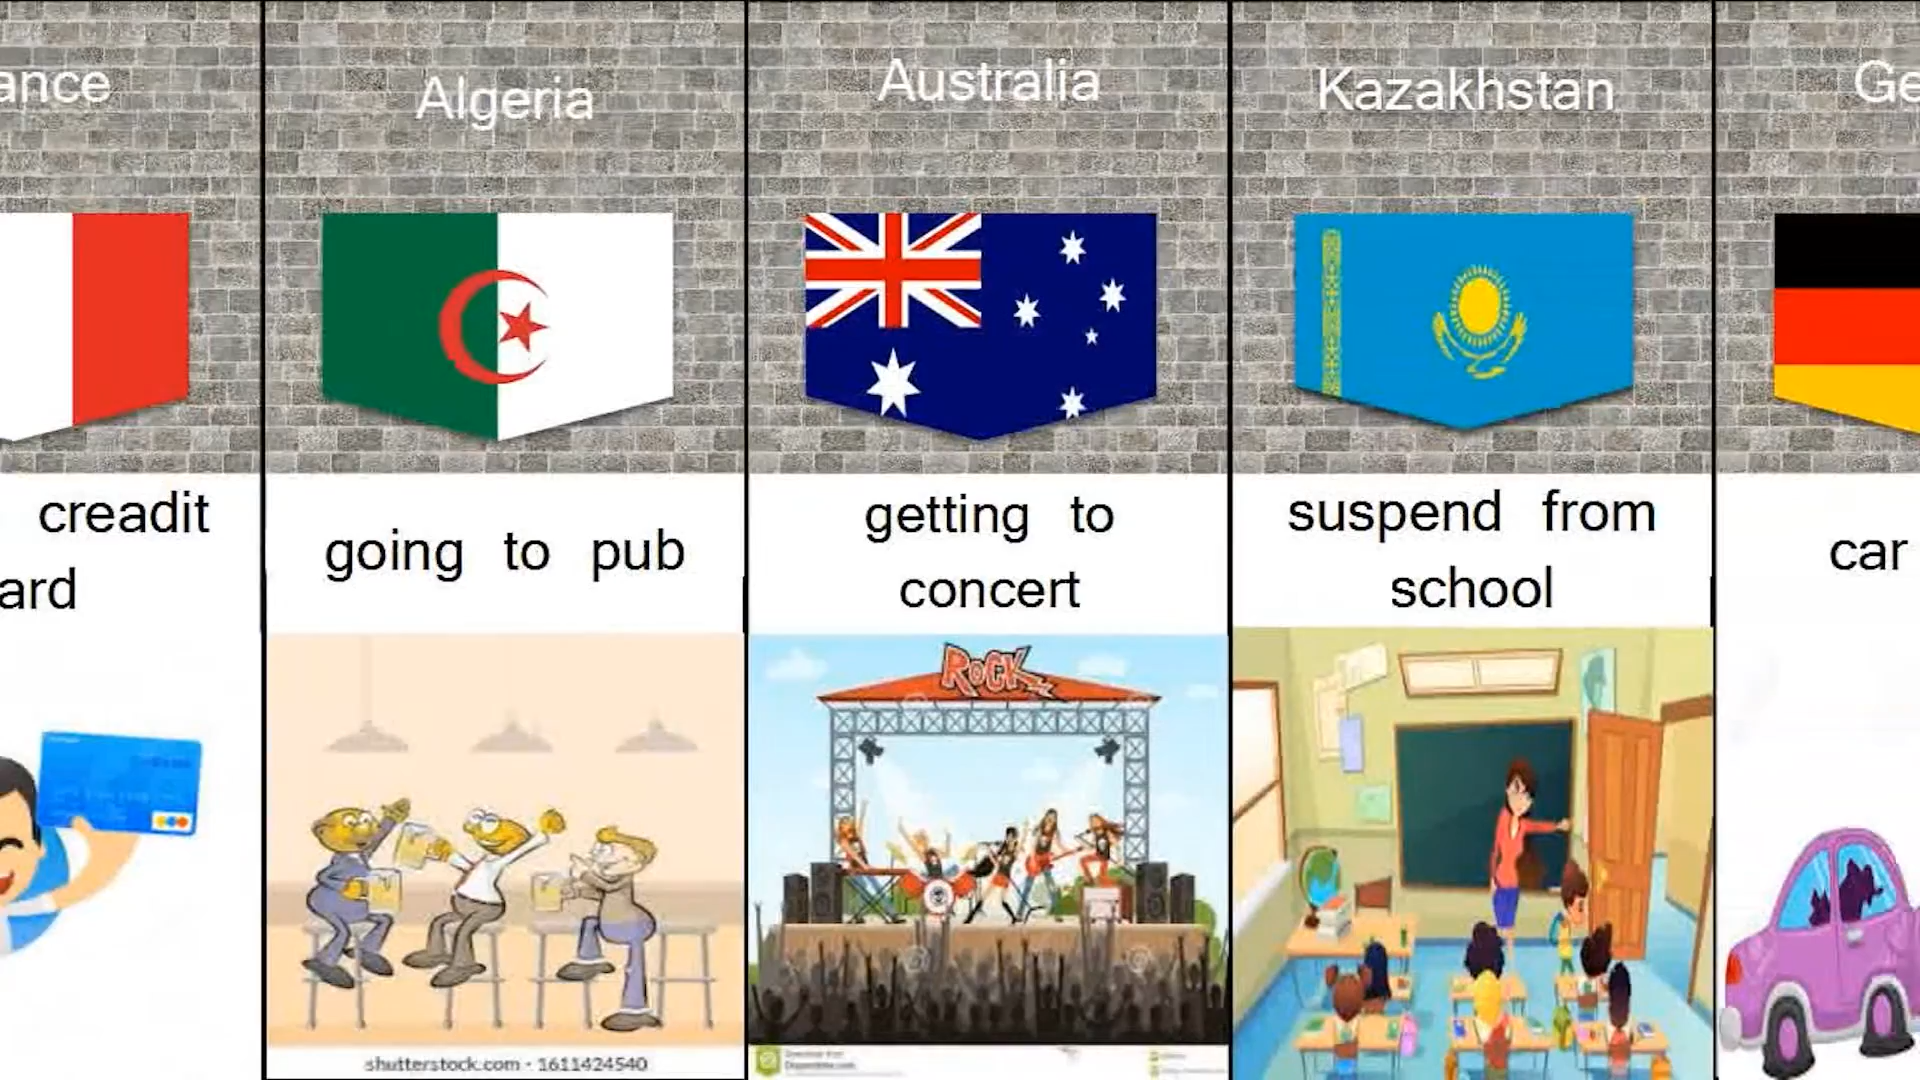 ance
creadit
ard
Algeria
going to pub
shutterstock.com · 1611424540
Australia
getting to
concert
ROCK
Kazakhstan
suspend from
school
Ge
car